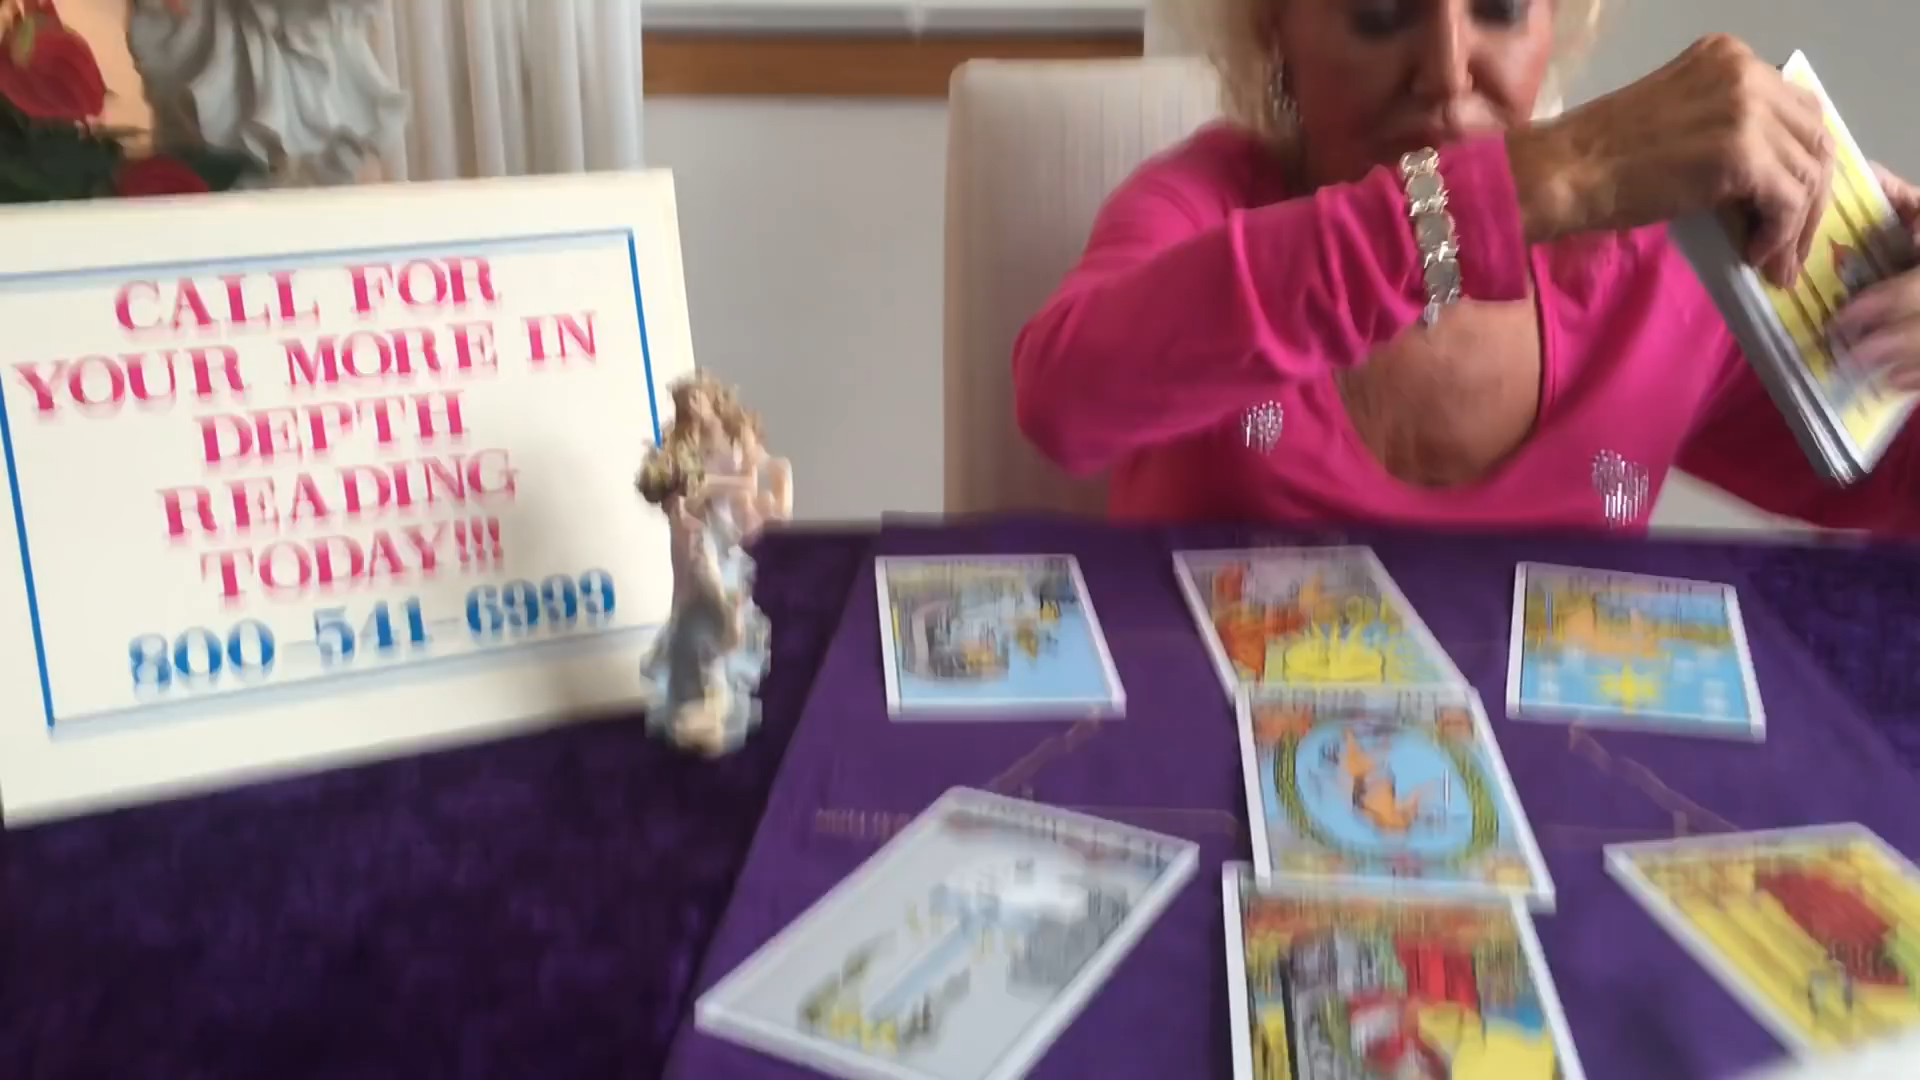 CALL FOR
YOUR MORE IN
DEPTH
READING
TODAY!!!
800-541-6999